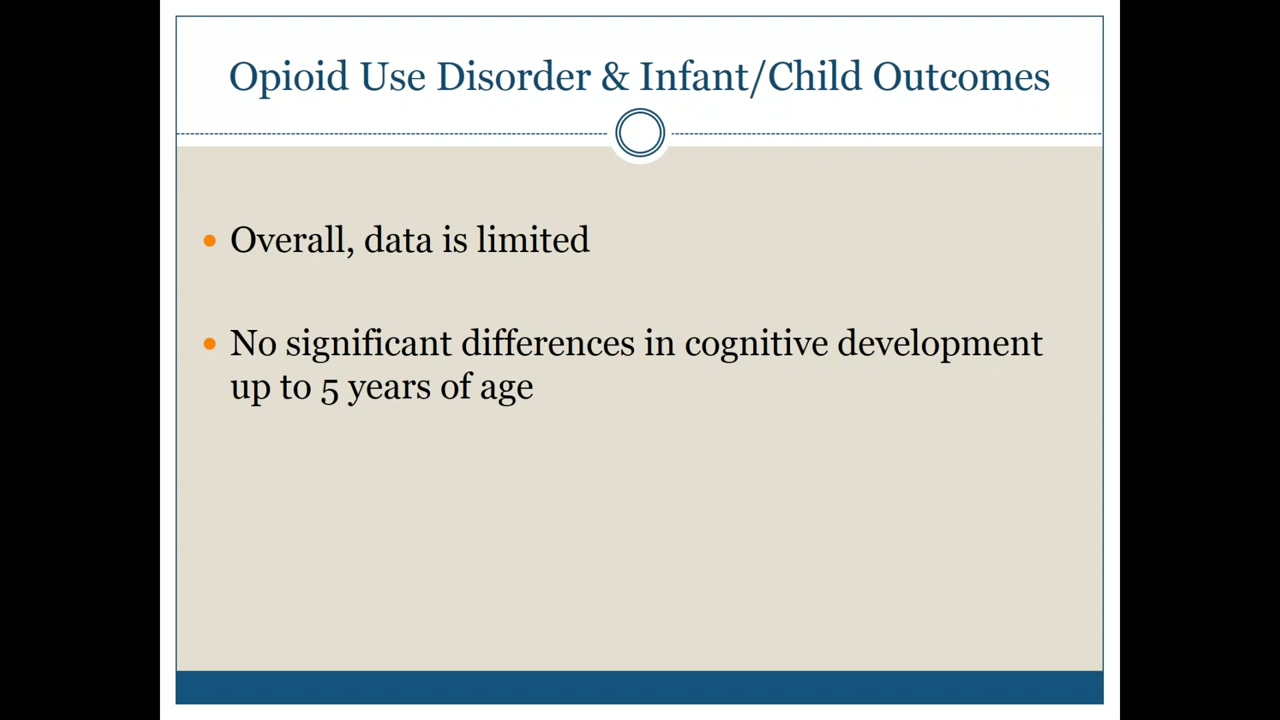 Opioid Use Disorder & Infant/Child Outcomes
Overall, data is limited
No significant differences in cognitive development
up to 5 years of age